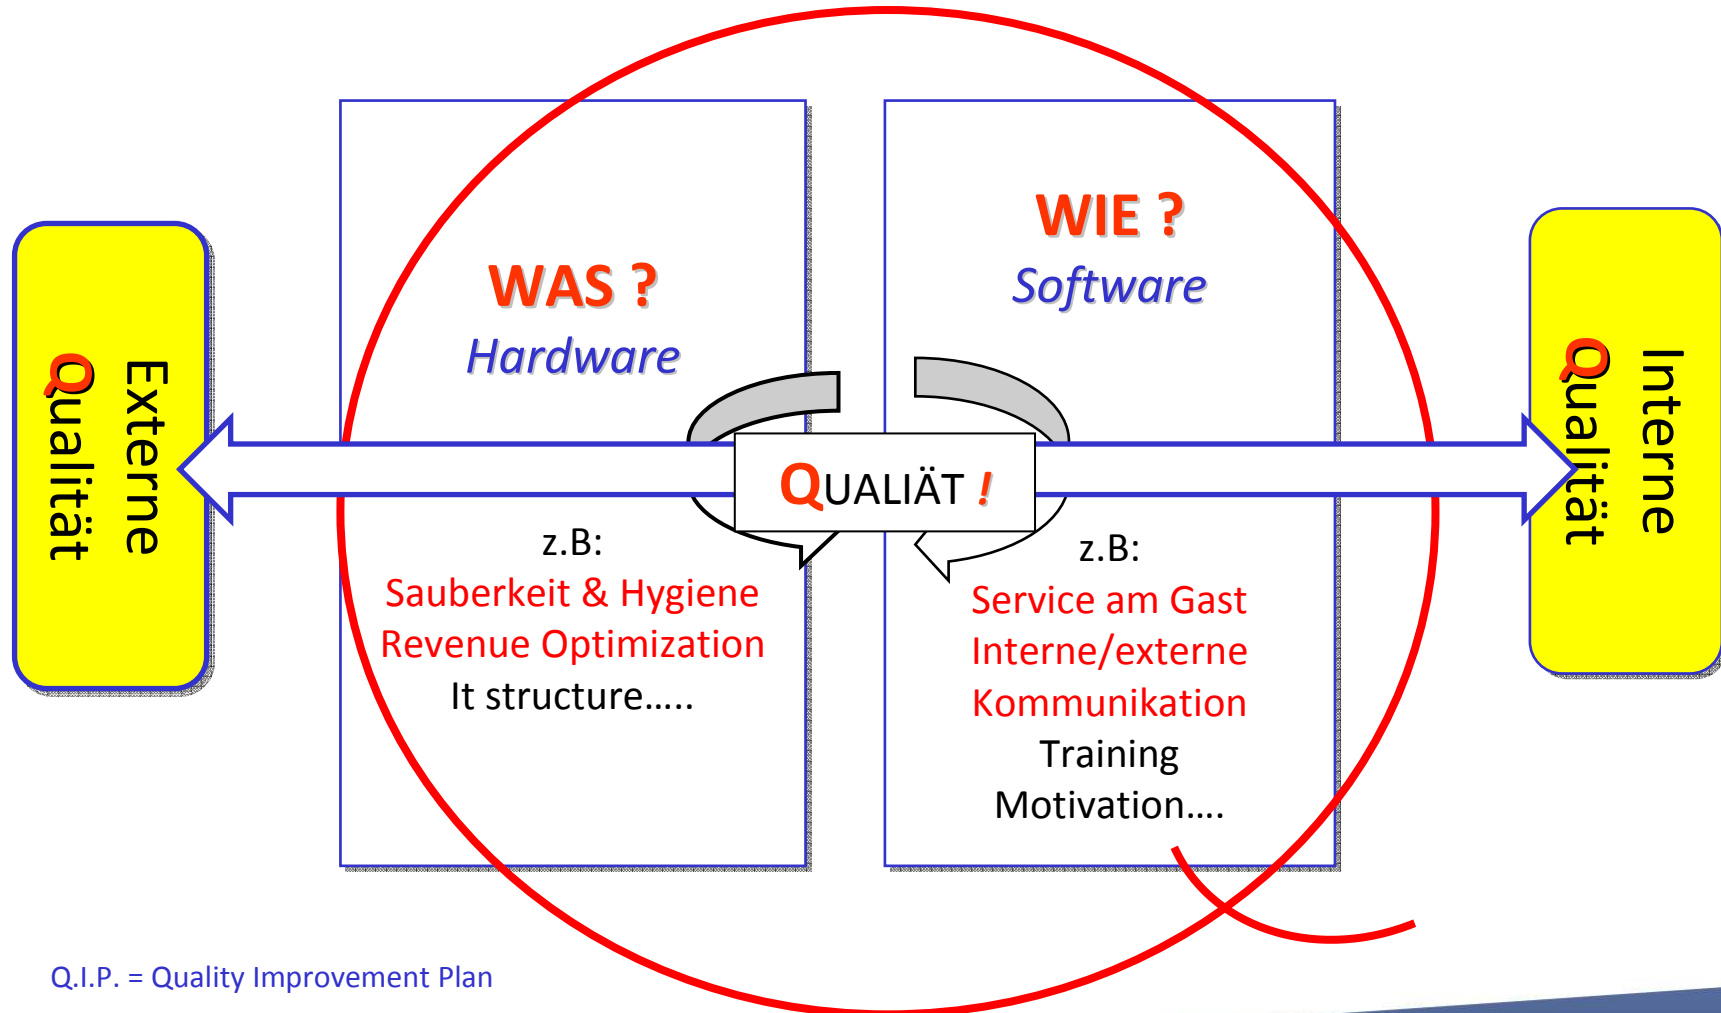 Externe
Qualität
WAS ?
Hardware
z.B:
Sauberkeit & Hygiene
Revenue Optimization
It structure.....
QUALIÄT !
WIE ?
Software
z.B:
Service am Gast
Interne/externe
Kommunikation
Training
Motivation....
Interne
Qualität
Q.I.P. = Quality Improvement Plan